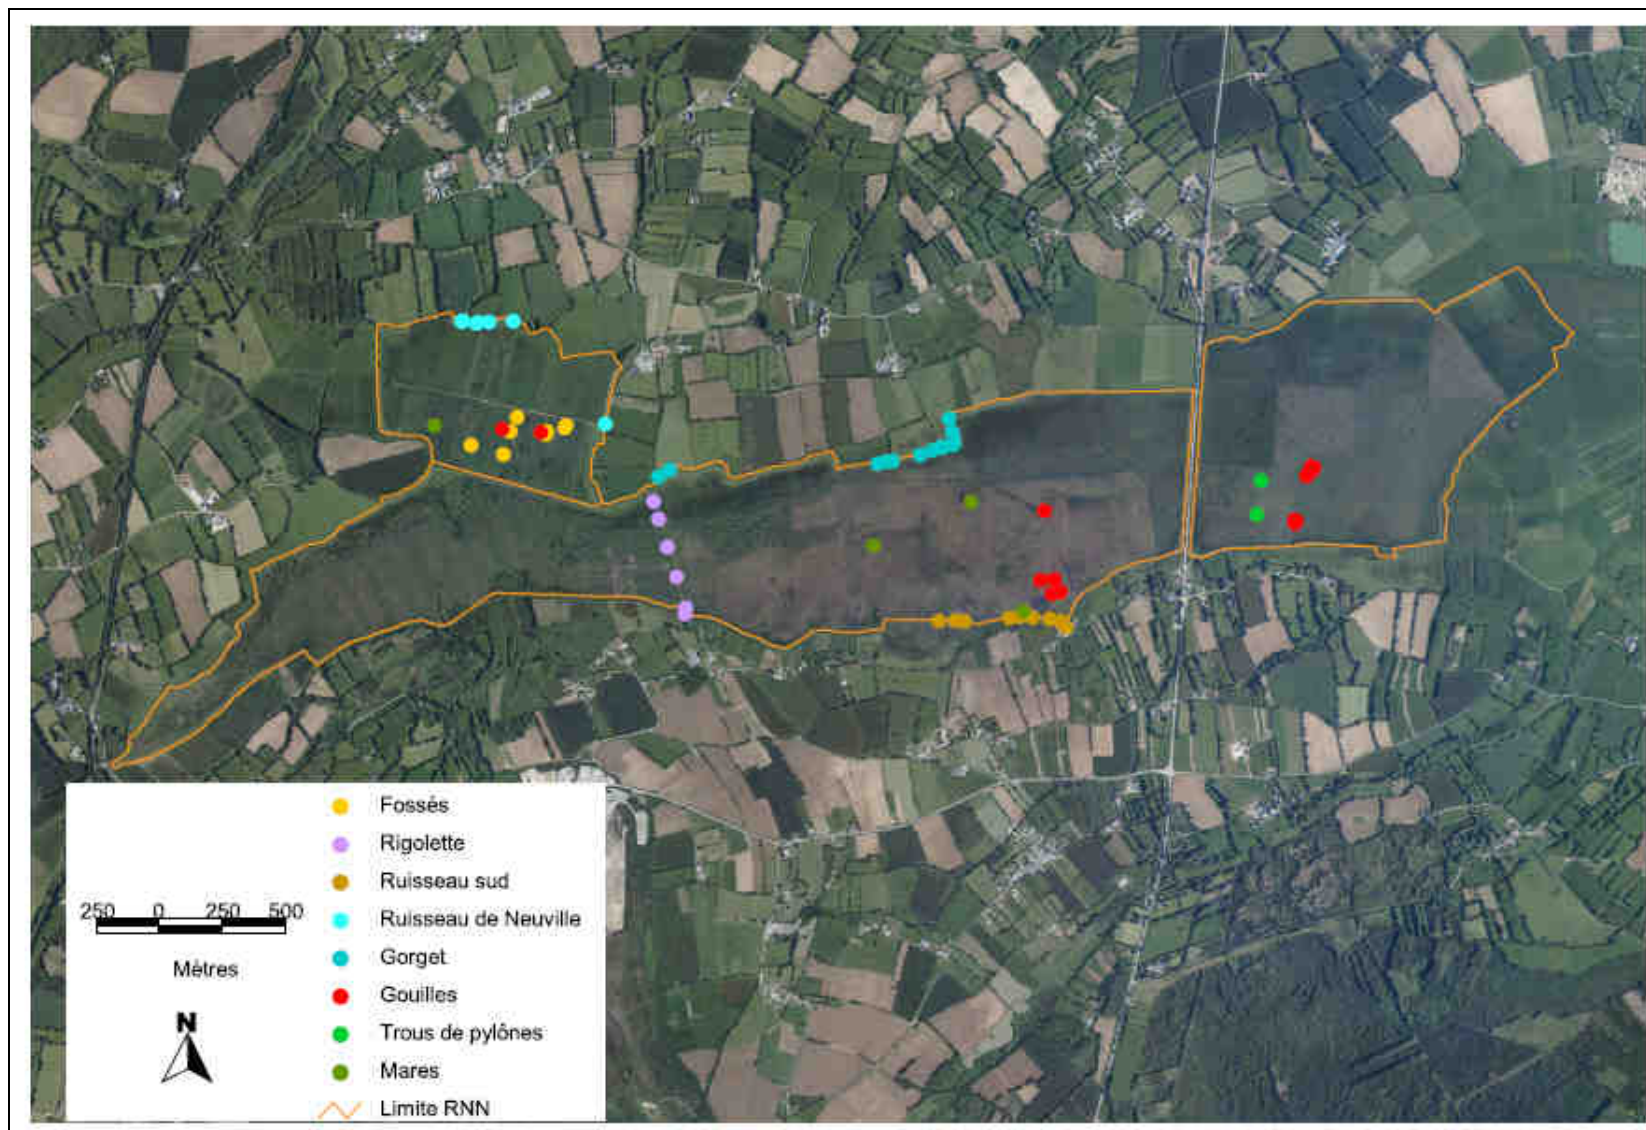 Fossés
Rigolette
Ruisseau sud
Ruisseau de Neuville
Gorget
Gouilles
Trous de pylônes
Mares
Limite RNN
250 0 250 500
Mètres
N